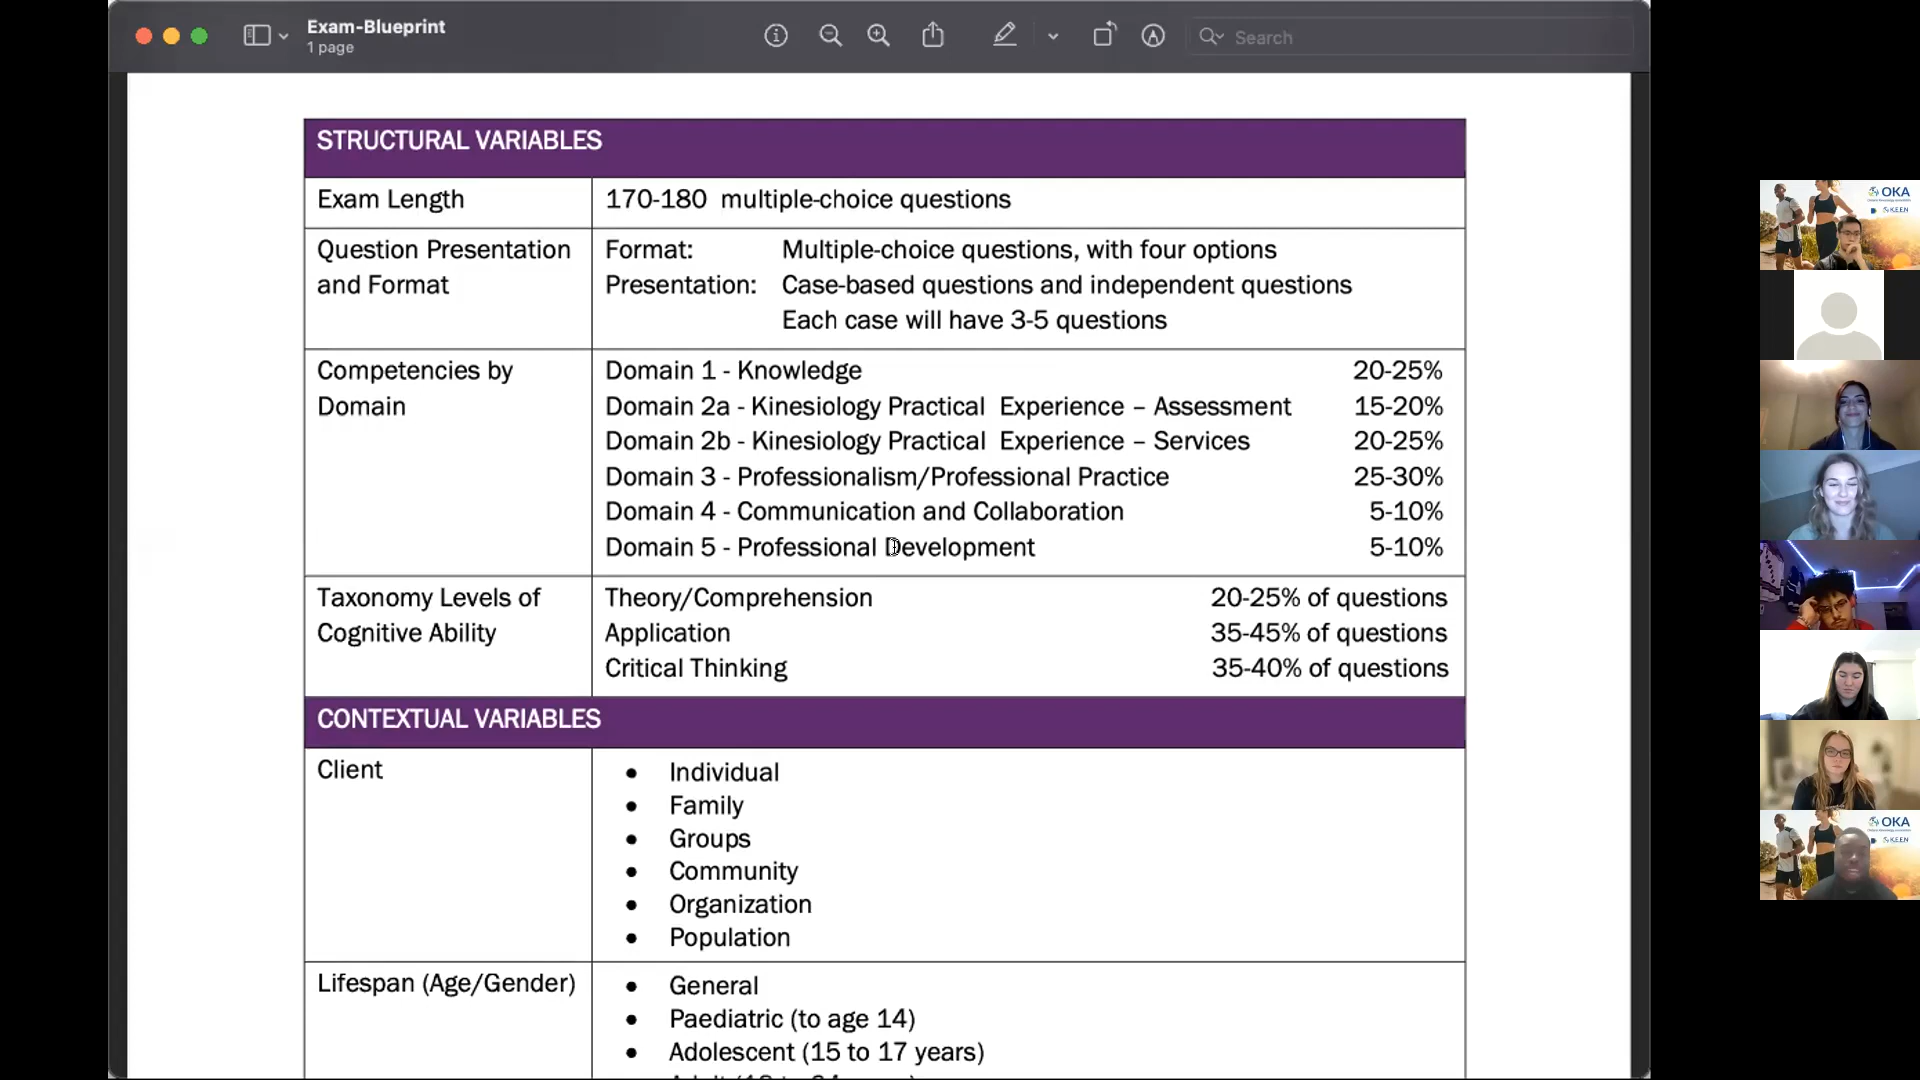 Exam-Blueprint
1 page
Search
STRUCTURAL VARIABLES
Exam Length
170-180 multiple-choice questions
Question Presentation and Format
Format: Multiple-choice questions, with four options
Presentation: Case-based questions and independent questions
Each case will have 3-5 questions
Competencies by Domain
Domain 1 - Knowledge 20-25%
Domain 2a - Kinesiology Practical Experience – Assessment 15-20%
Domain 2b - Kinesiology Practical Experience – Services 20-25%
Domain 3 - Professionalism/Professional Practice 25-30%
Domain 4 - Communication and Collaboration 5-10%
Domain 5 - Professional Development 5-10%
Taxonomy Levels of Cognitive Ability
Theory/Comprehension 20-25% of questions
Application 35-45% of questions
Critical Thinking 35-40% of questions
CONTEXTUAL VARIABLES
Client
• Individual
• Family
• Groups
• Community
• Organization
• Population
Lifespan (Age/Gender)
• General
• Paediatric (to age 14)
• Adolescent (15 to 17 years)
OKA
KEEN
OKA
KEEN